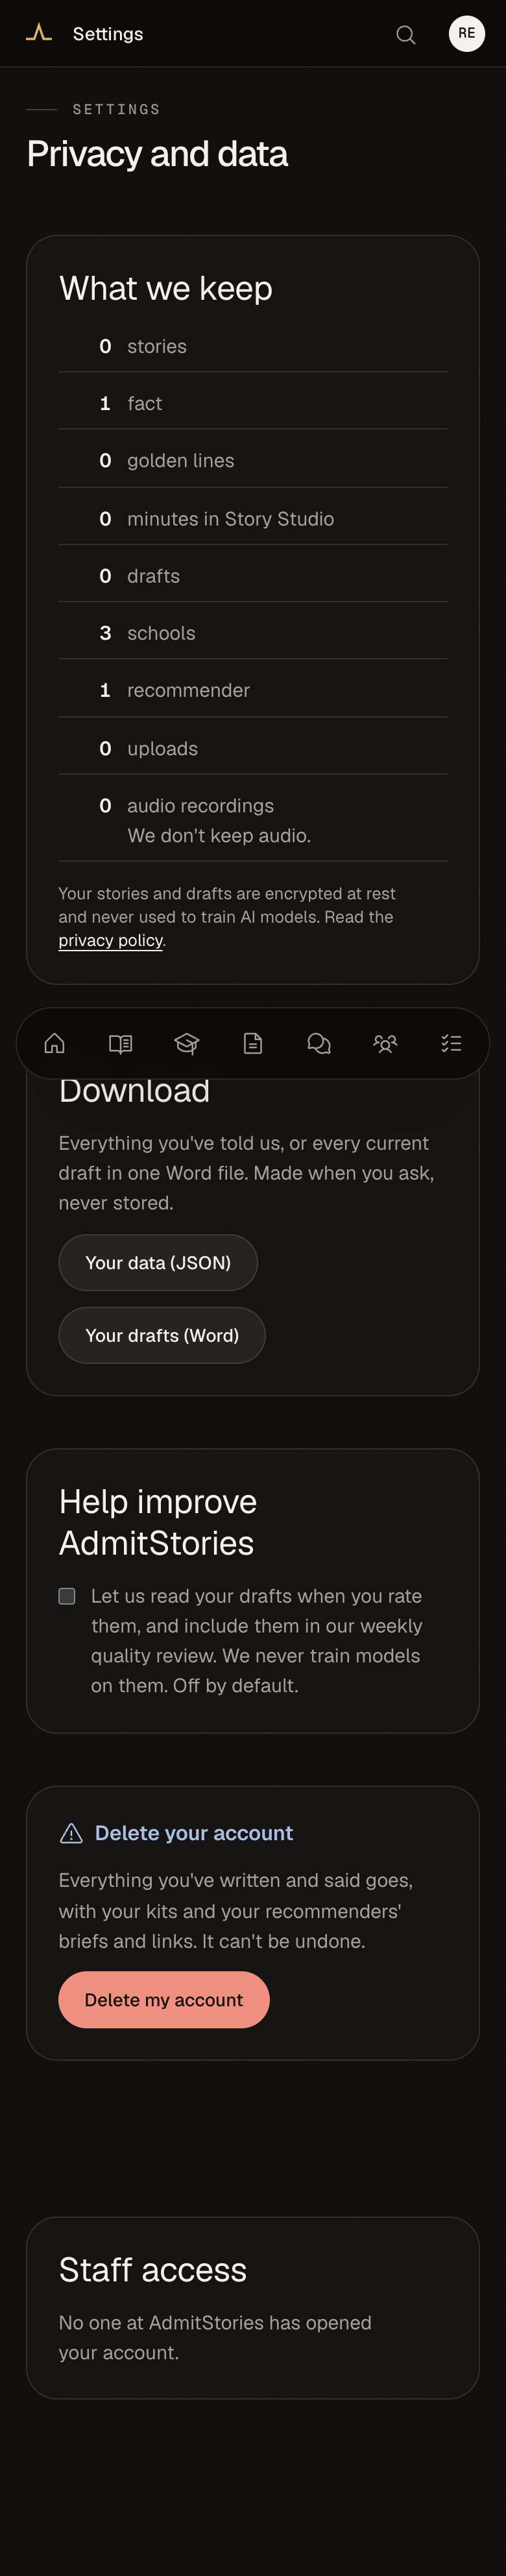 Settings
RE
SETTINGS
Privacy and data
What we keep
0 stories
1 fact
0 golden lines
0 minutes in Story Studio
0 drafts
3 schools
1 recommender
0 uploads
0 audio recordings
We don't keep audio.
Your stories and drafts are encrypted at rest
and never used to train AI models. Read the
privacy policy.
Download
Everything you've told us, or every current
draft in one Word file. Made when you ask,
never stored.
Your data (JSON)
Your drafts (Word)
Help improve
AdmitStories
Let us read your drafts when you rate
them, and include them in our weekly
quality review. We never train models
on them. Off by default.
Delete your account
Everything you've written and said goes,
with your kits and your recommenders'
briefs and links. It can't be undone.
Delete my account
Staff access
No one at AdmitStories has opened
your account.